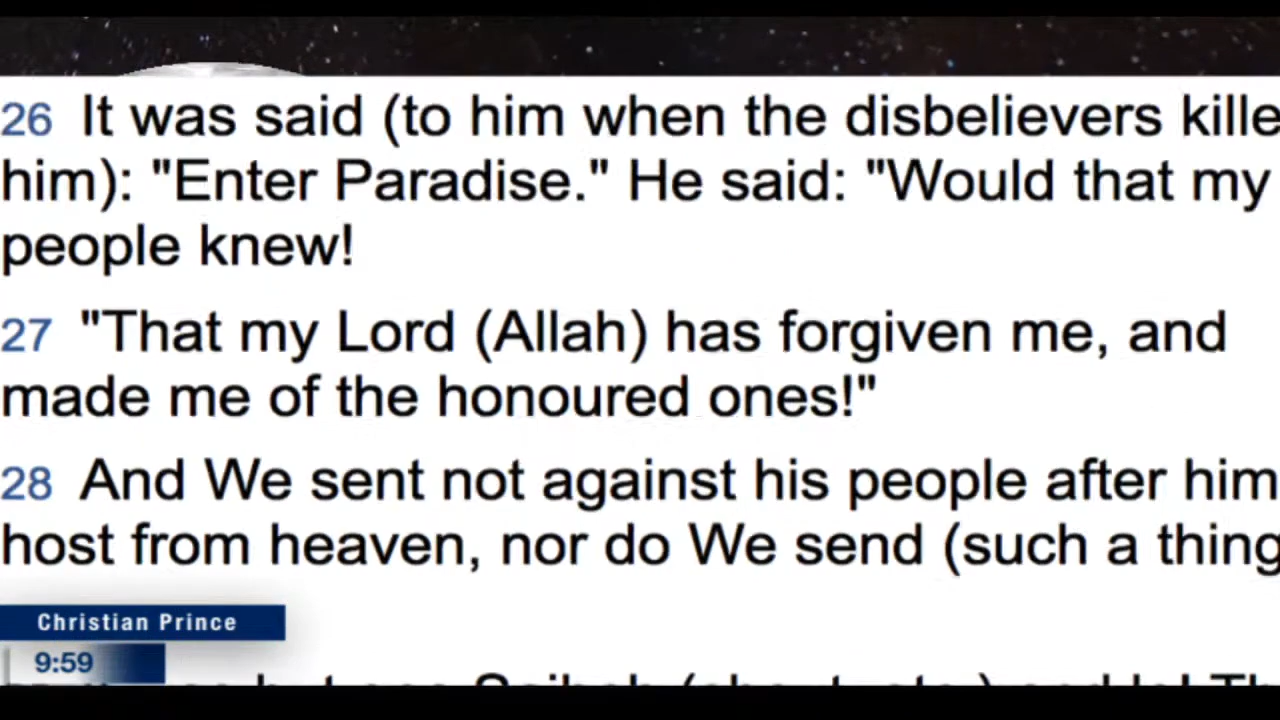 26 It was said (to him when the disbelievers kille
him): "Enter Paradise." He said: "Would that my
people knew!
27 "That my Lord (Allah) has forgiven me, and
made me of the honoured ones!"
28 And We sent not against his people after him
host from heaven, nor do We send (such a thing
Christian Prince
9:59